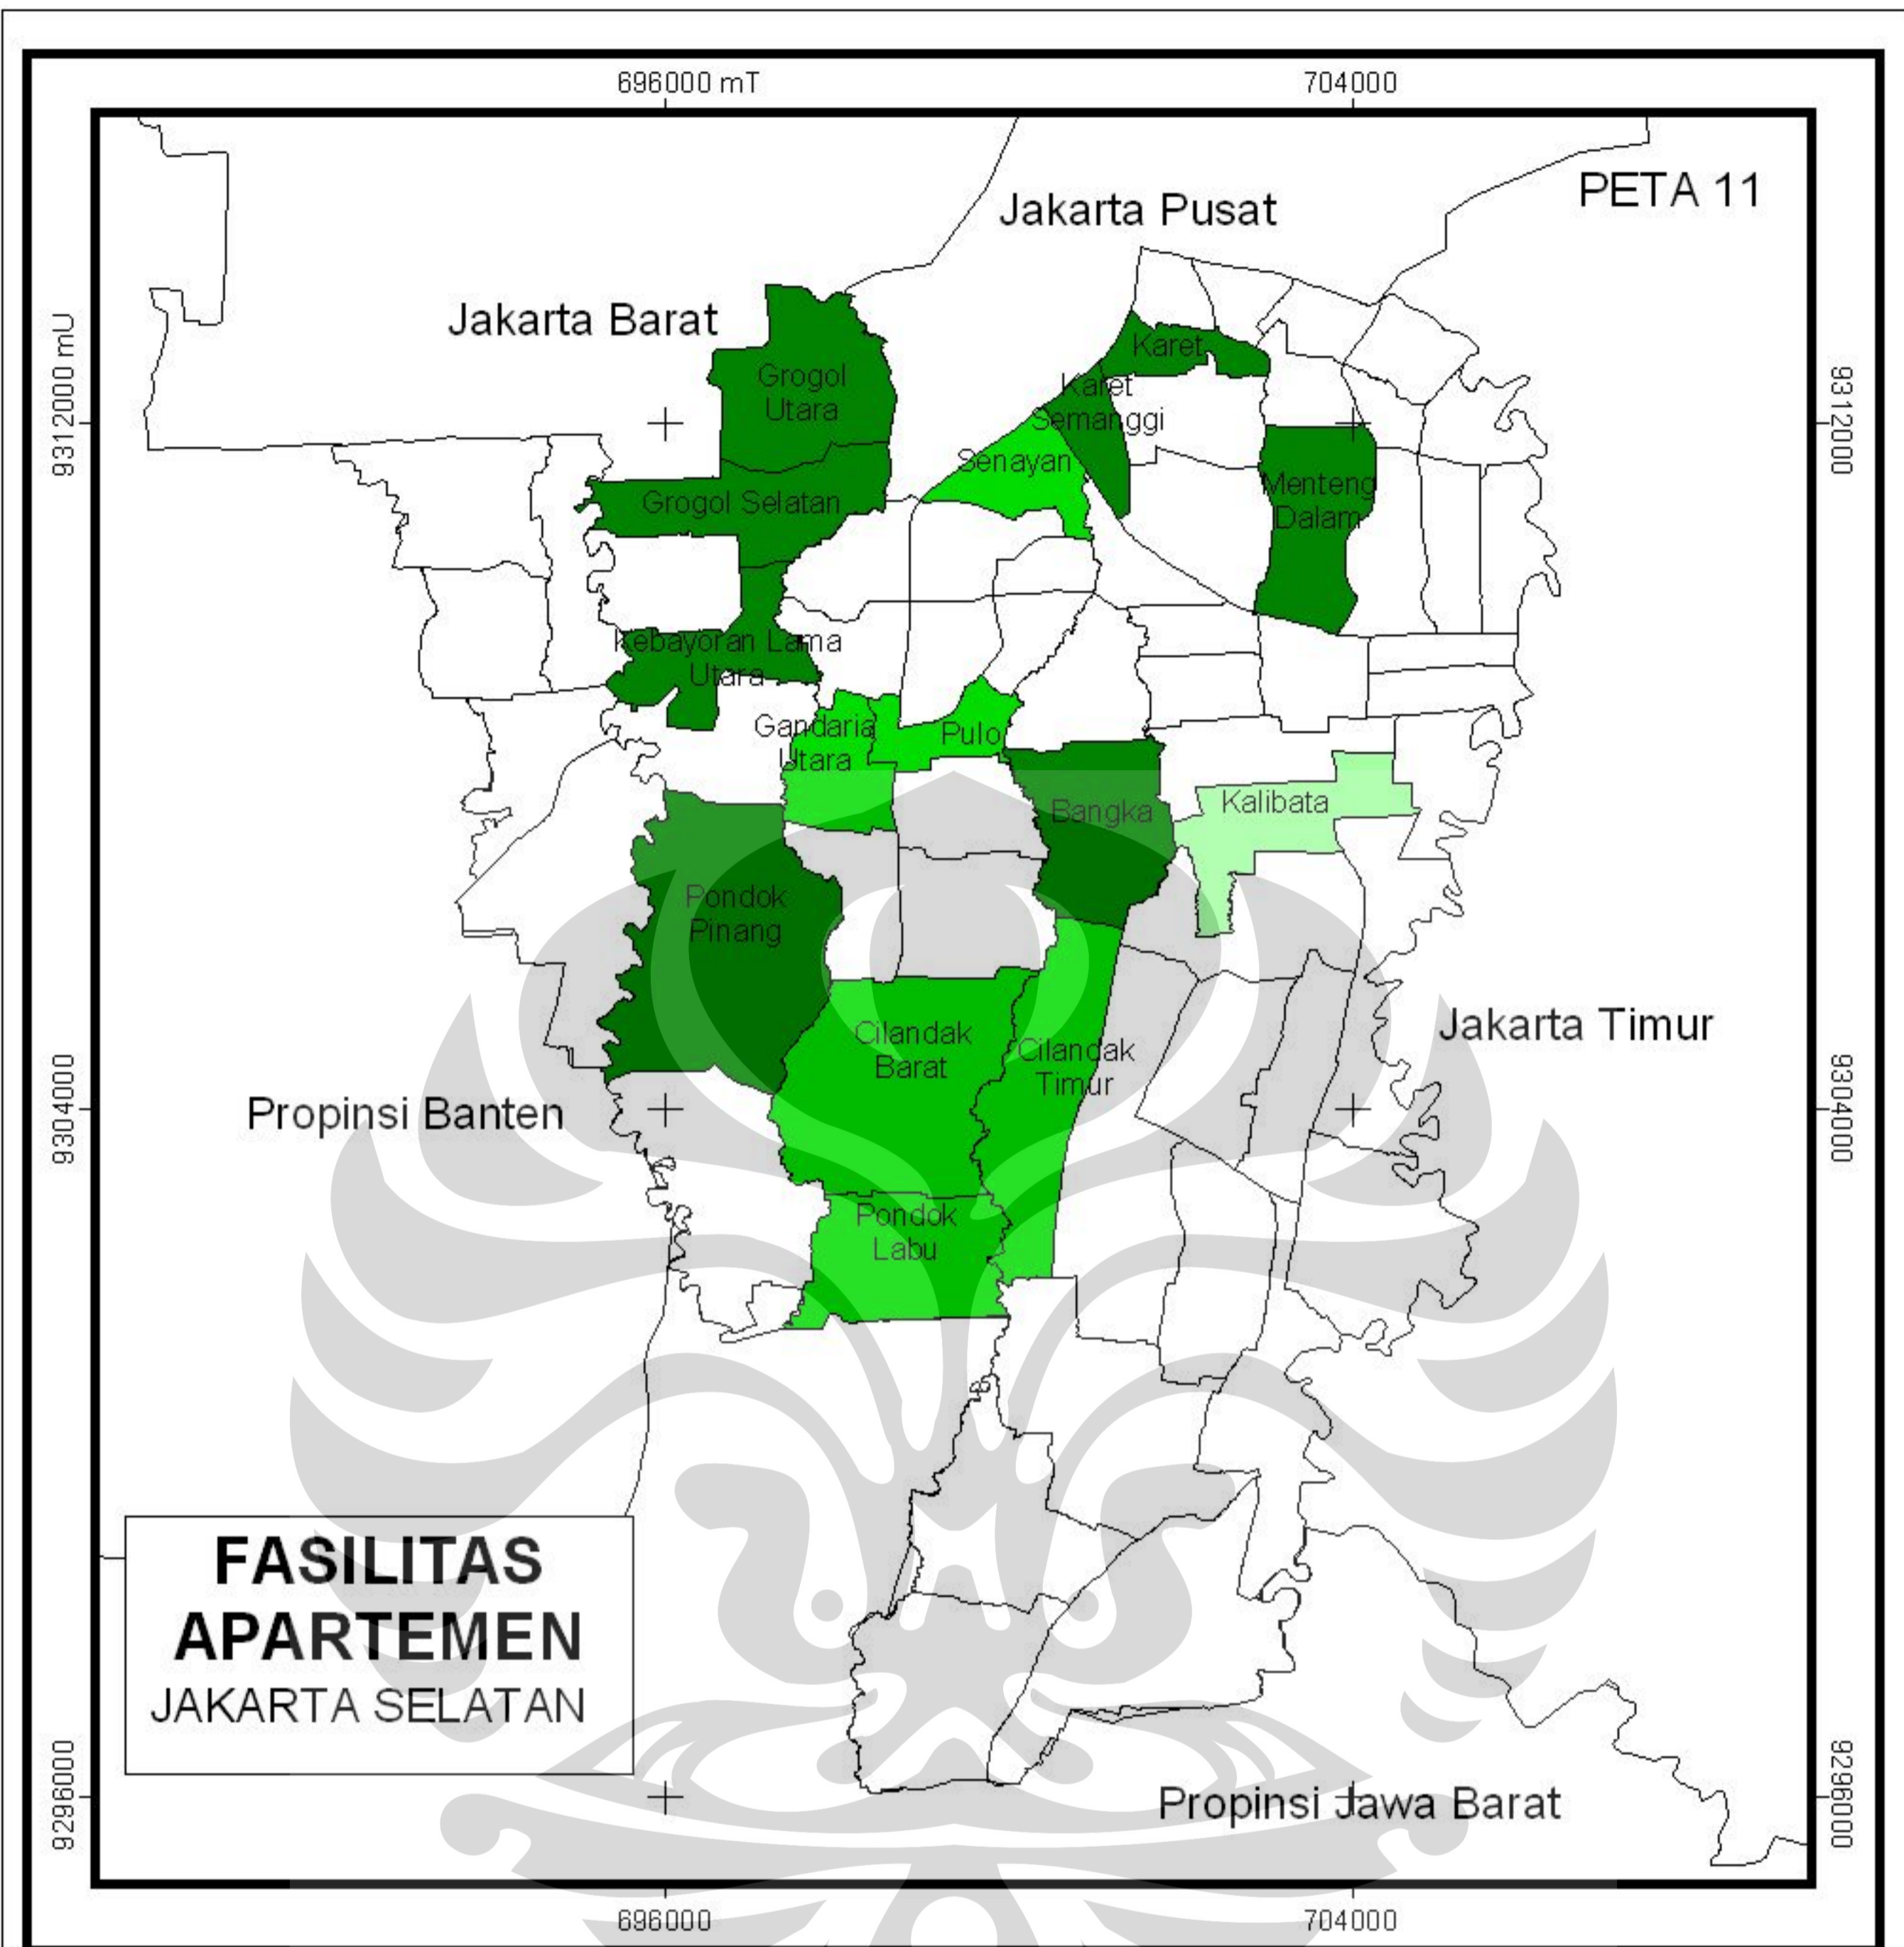 696000 mT
704000
PETA 11
Jakarta Pusat
Jakarta Barat
9312000 mU
9312000
Karet
Grogol
Utara
Karet
Semanggi
Senayan
Grogol Selatan
Menteng
Dalam
Kebayoran Lama
Utara
Gandaria
Utara
Pulo
Bangka
Kalibata
Pondok
Pinang
Cilandak
Barat
Cilandak
Timur
Jakarta Timur
Propinsi Banten
9304000
9304000
Pondok
Labu
FASILITAS
APARTEMEN
JAKARTA SELATAN
9296000
9296000
Propinsi Jawa Barat
696000
704000